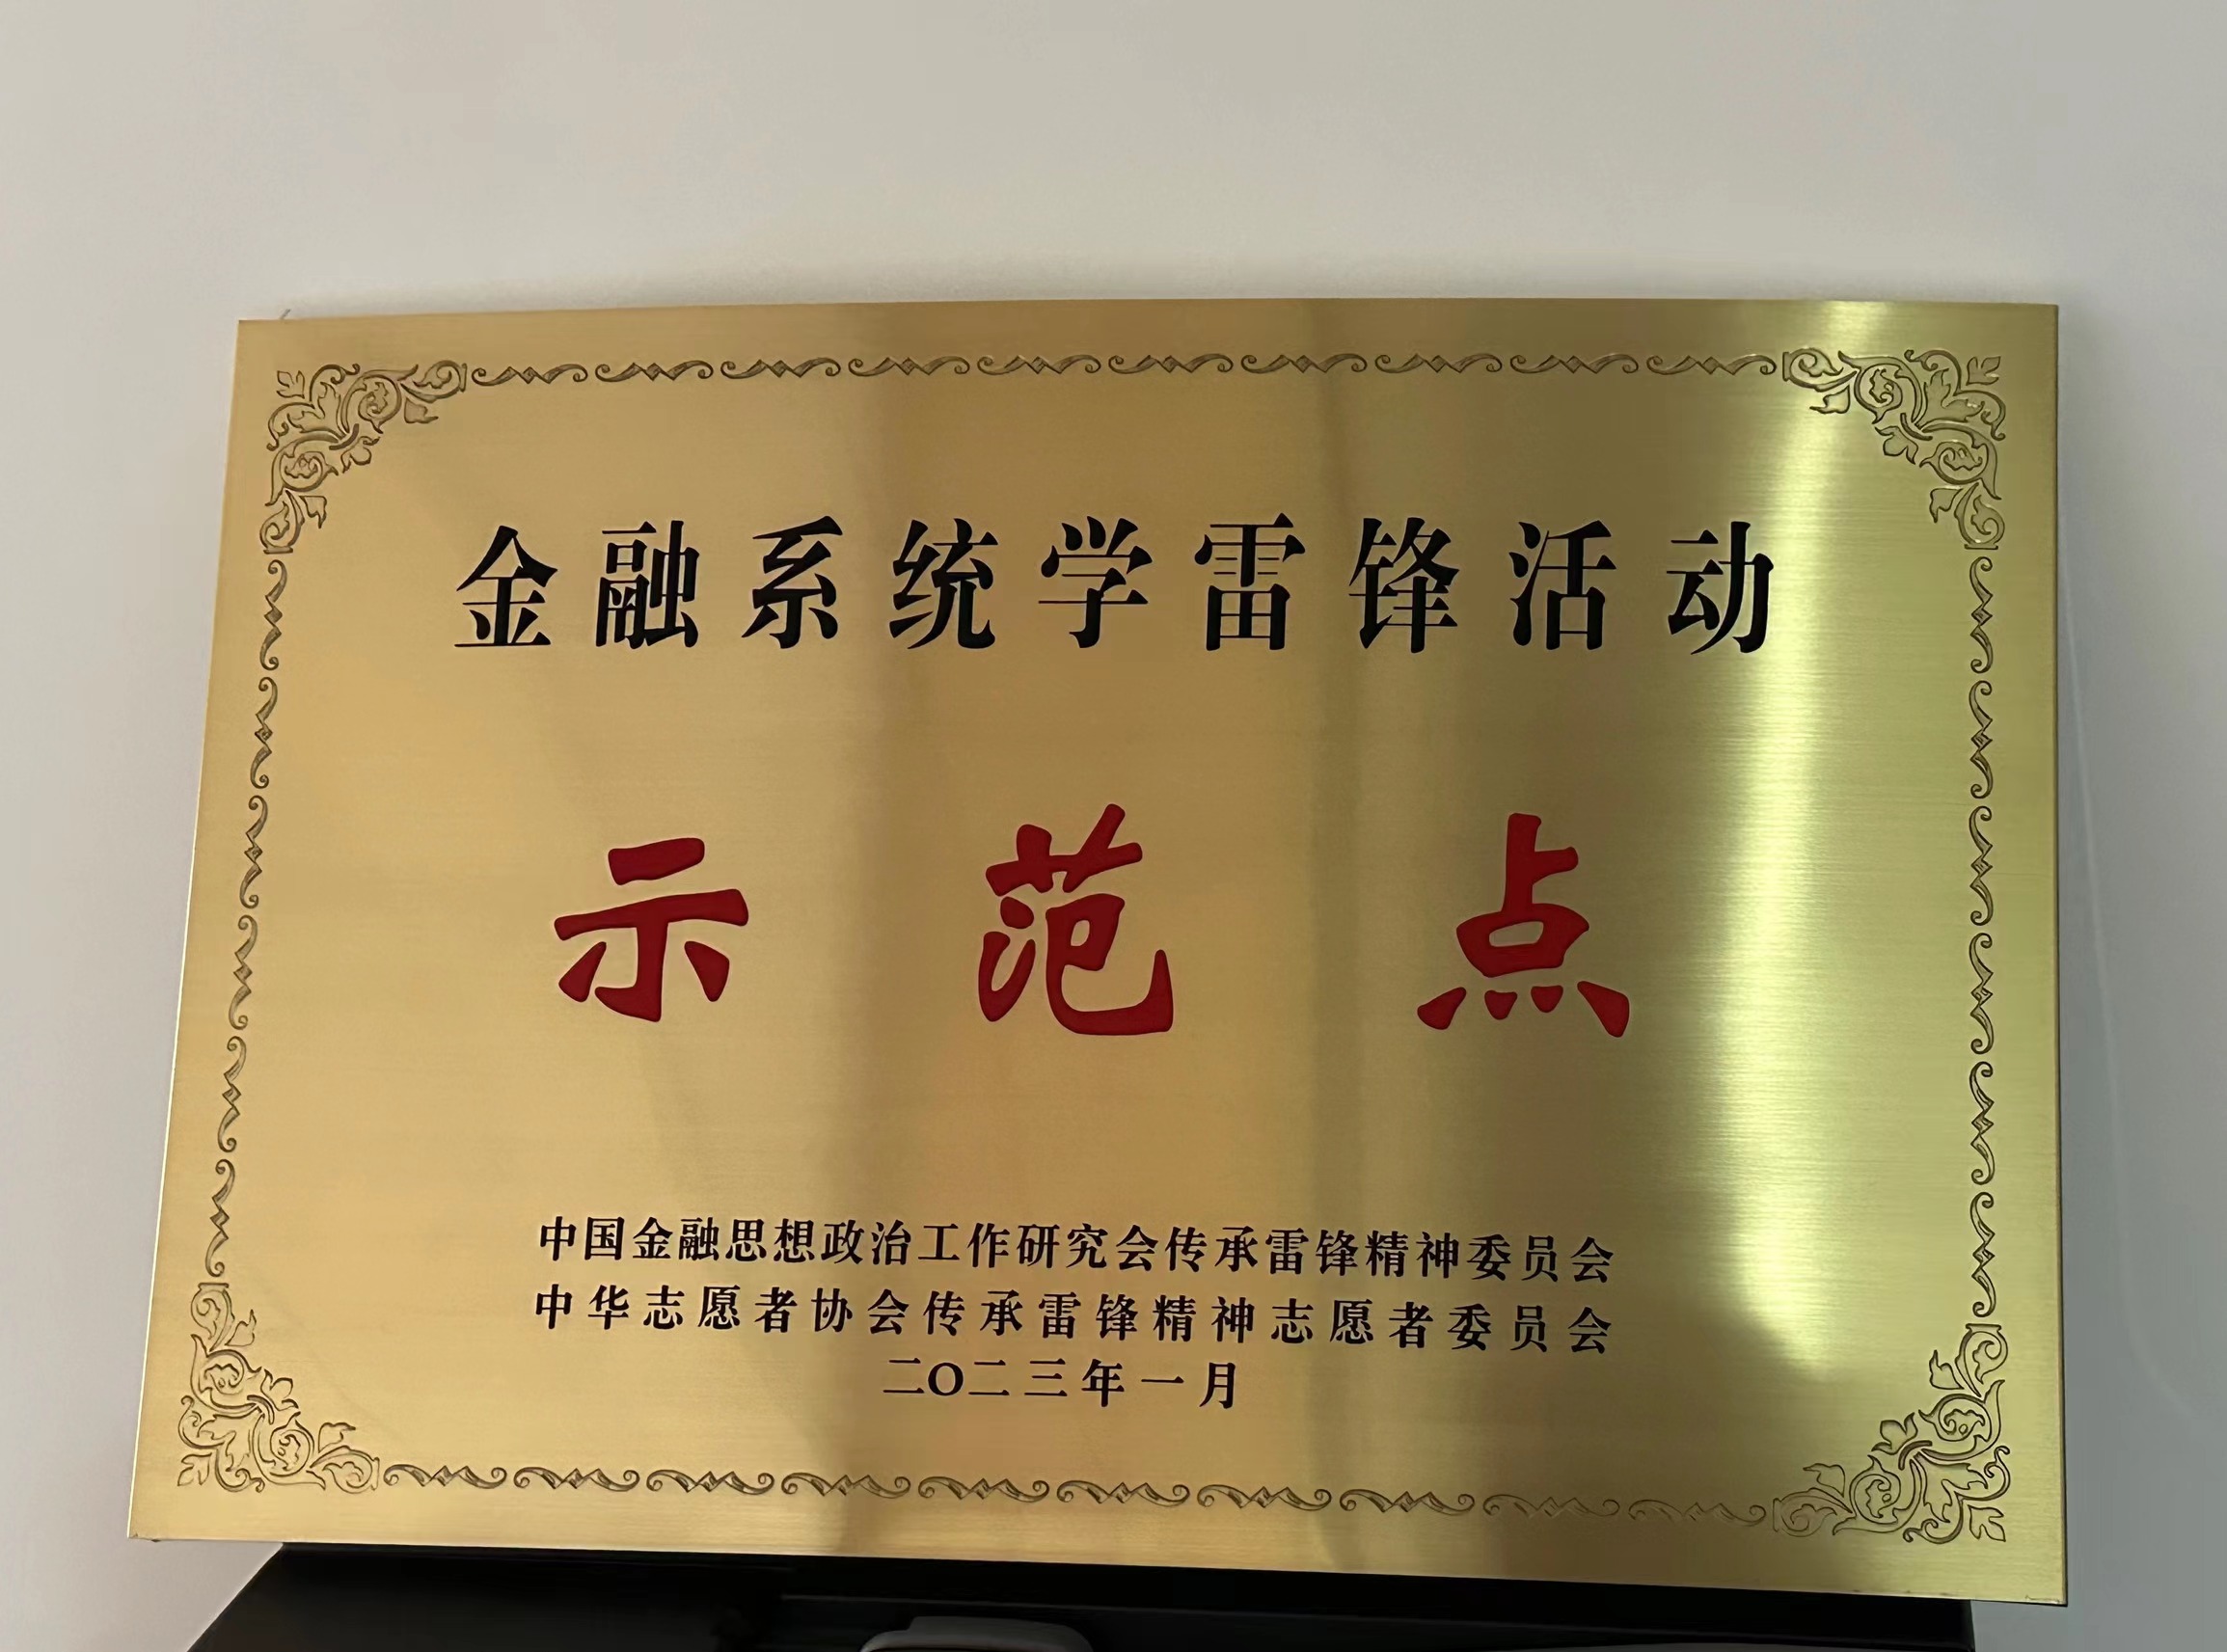 金融系统学雷锋活动
示范点
中国金融思想政治工作研究会传承雷锋精神委员会
中华志愿者协会传承雷锋精神志愿者委员会
二O二三年一月